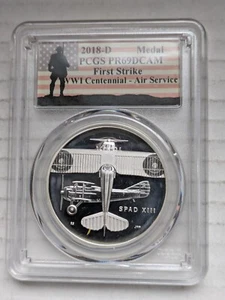 2018-D Medal
PCGS PR69DCAM
First Strike
WWI Centennial - Air Service
SPAD XIII